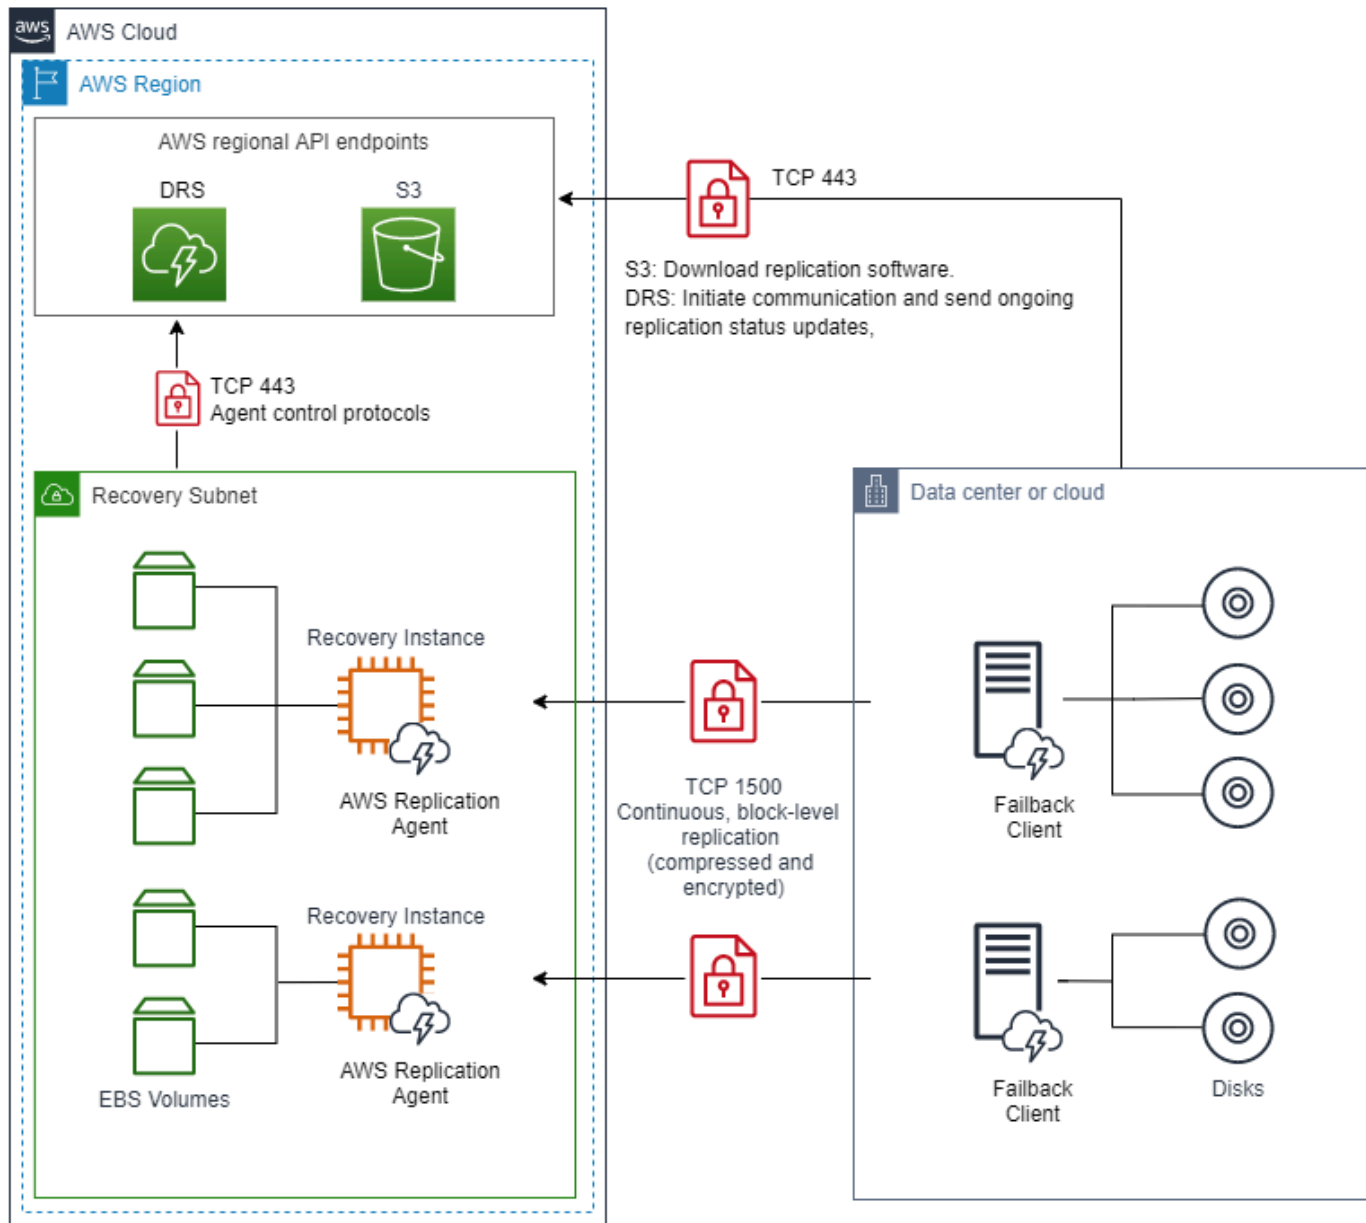 aws
AWS Cloud
AWS Region
AWS regional API endpoints
DRS
S3
TCP 443
S3: Download replication software.
DRS: Initiate communication and send ongoing
replication status updates,
TCP 443
Agent control protocols
Recovery Subnet
Data center or cloud
Recovery Instance
AWS Replication
Agent
TCP 1500
Continuous, block-level
replication
(compressed and
encrypted)
Failback
Client
Recovery Instance
AWS Replication
Agent
EBS Volumes
Failback
Client
Disks